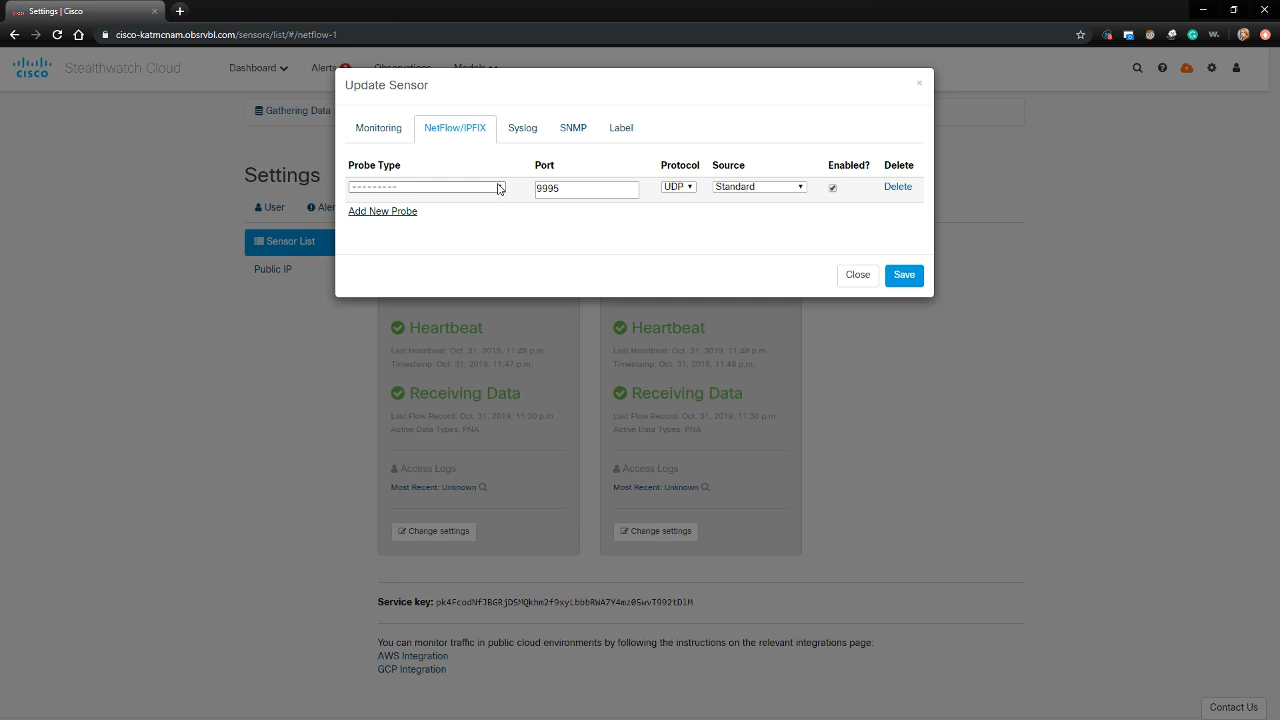 Settings | Cisco
cisco-katmcnam.obsrvbl.com/sensors/list/#/netflow-1
CISCO Stealthwatch Cloud Dashboard Alerts Observations Models
Update Sensor ×
Gathering Data
Monitoring NetFlow/IPFIX Syslog SNMP Label
Probe Type Port Protocol Source Enabled? Delete
--------- 9995 UDP Standard Delete
Add New Probe
Settings
User Aler
Sensor List
Public IP
Close Save
Heartbeat Heartbeat
Last Heartbeat: Oct. 31, 2019, 11:48 p.m. Last Heartbeat: Oct. 31, 2019, 11:48 p.m.
Timestamp: Oct. 31, 2019, 11:47 p.m. Timestamp: Oct. 31, 2019, 11:48 p.m.
Receiving Data Receiving Data
Last Flow Record: Oct. 31, 2019, 11:30 p.m. Last Flow Record: Oct. 31, 2019, 11:30 p.m.
Active Data Types: PNA Active Data Types: PNA
Access Logs Access Logs
Most Recent: Unknown Most Recent: Unknown
Change settings Change settings
Service key:
You can monitor traffic in public cloud environments by following the instructions on the relevant integrations page:
AWS Integration
GCP Integration
Contact Us